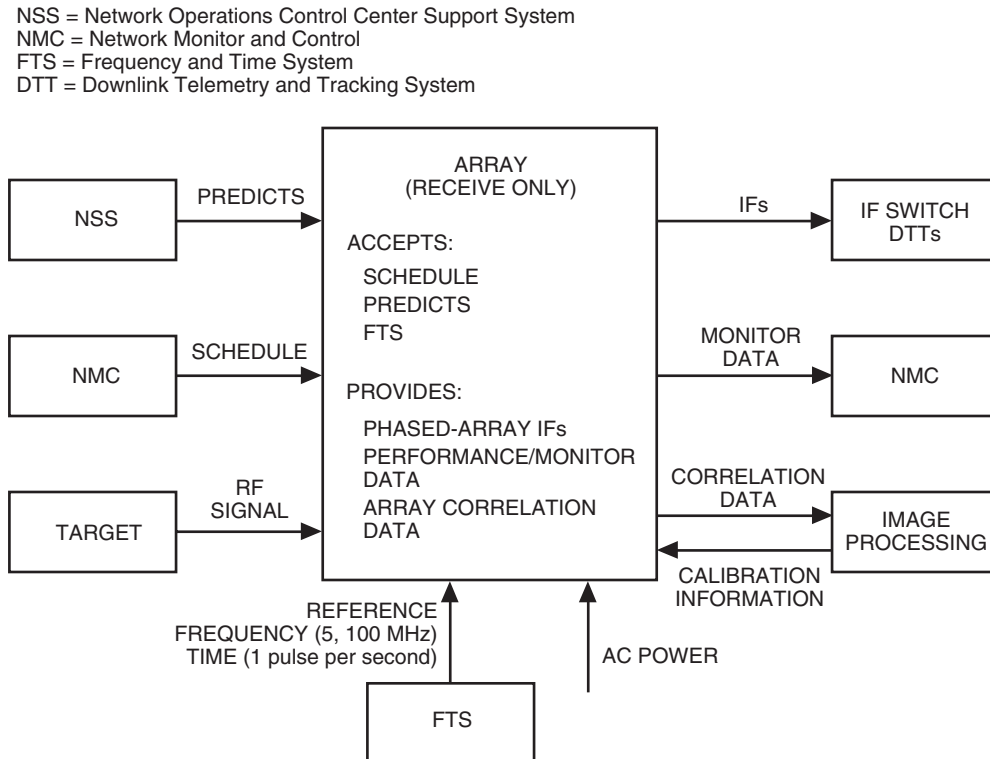 NSS = Network Operations Control Center Support System
NMC = Network Monitor and Control
FTS = Frequency and Time System
DTT = Downlink Telemetry and Tracking System
NSS
PREDICTS
ARRAY
(RECEIVE ONLY)
ACCEPTS:
SCHEDULE
PREDICTS
FTS
PROVIDES:
PHASED-ARRAY IFs
PERFORMANCE/MONITOR
DATA
ARRAY CORRELATION
DATA
IFs
IF SWITCH
DTTs
NMC
SCHEDULE
MONITOR
DATA
NMC
TARGET
RF
SIGNAL
CORRELATION
DATA
IMAGE
PROCESSING
CALIBRATION
INFORMATION
REFERENCE
FREQUENCY (5, 100 MHz)
TIME (1 pulse per second)
AC POWER
FTS